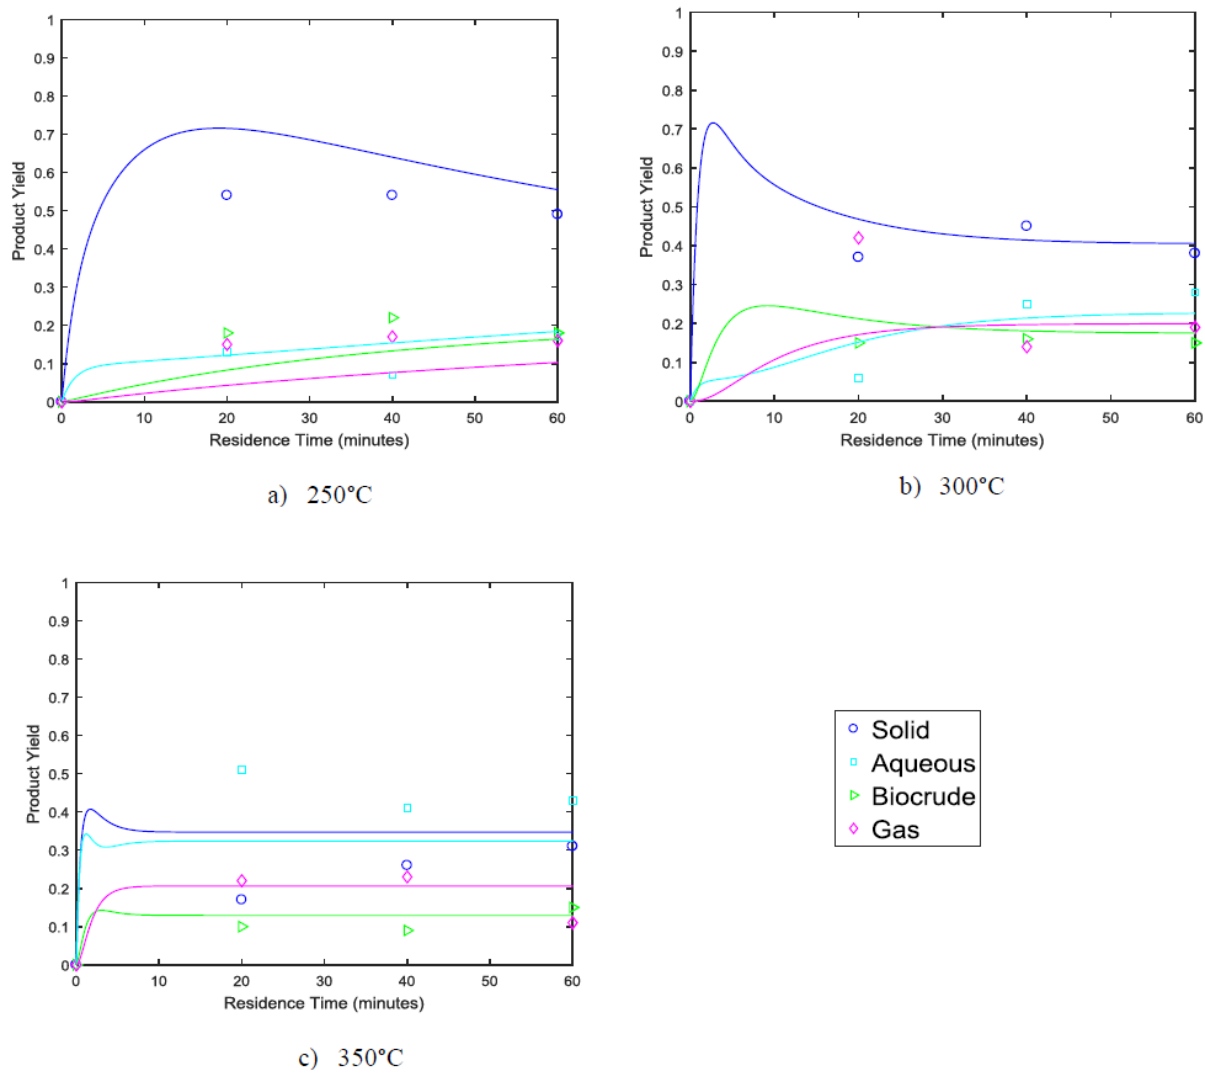 1
0.9
0.8
0.7
0.6
0.5
0.4
0.3
0.2
0.1
0
0 10 20 30 40 50 60
Product Yield
Residence Time (minutes)
a) 250°C
1
0.9
0.8
0.7
0.6
0.5
0.4
0.3
0.2
0.1
0
0 10 20 30 40 50 60
Product Yield
Residence Time (minutes)
b) 300°C
1
0.9
0.8
0.7
0.6
0.5
0.4
0.3
0.2
0.1
0
0 10 20 30 40 50 60
Product Yield
Residence Time (minutes)
c) 350°C
Solid
Aqueous
Biocrude
Gas